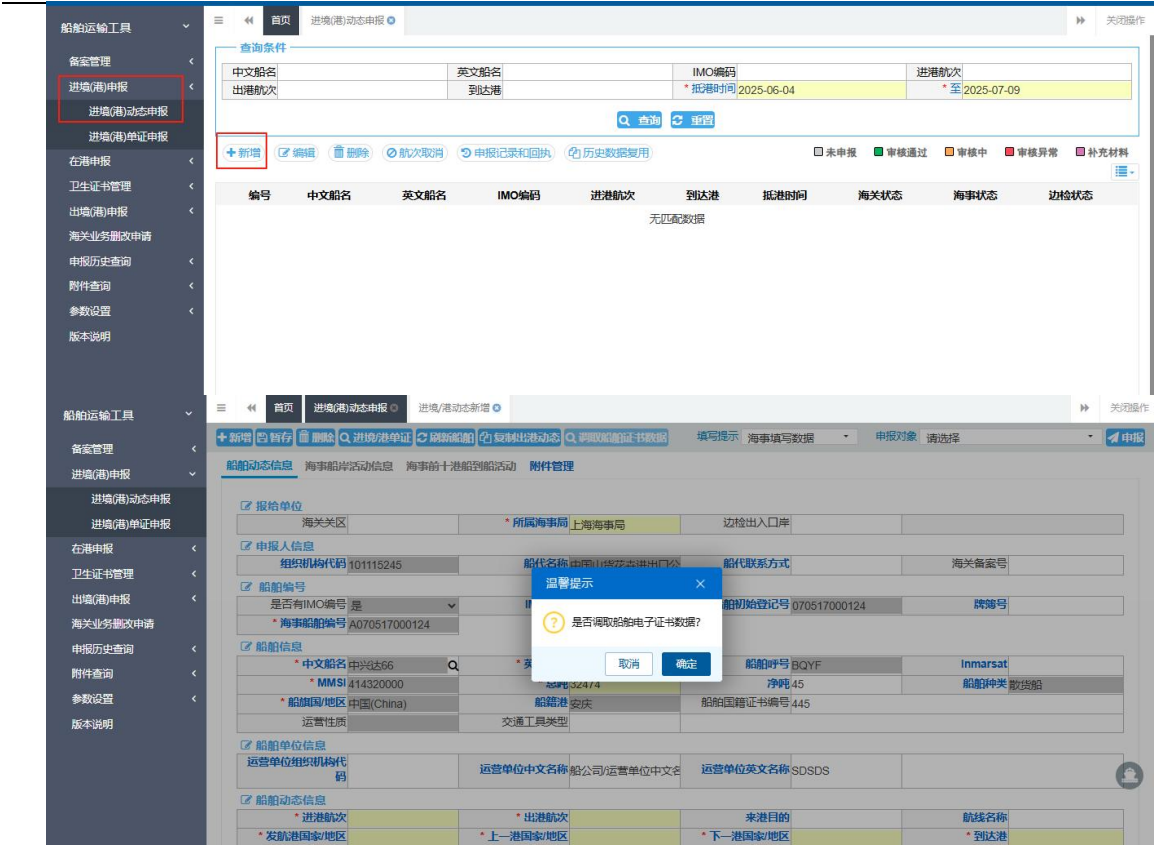 船舶运输工具
首页 进境(港)动态申报 关闭操作
备案管理
进境(港)申报
进境(港)动态申报
进境(港)单证申报
在港申报
卫生证书管理
出境(港)申报
海关业务删改申请
申报历史查询
附件查询
参数设置
版本说明
查询条件
中文船名 英文船名 IMO编码 进港航次
出港航次 到达港 * 抵港时间 2025-06-04 * 至 2025-07-09
查询 重置
新增 编辑 删除 航次取消 申报记录和回执 历史数据复用 未申报 审核通过 审核中 审核异常 补充材料
编号 中文船名 英文船名 IMO编码 进港航次 到达港 抵港时间 海关状态 海事状态 边检状态
无匹配数据
船舶运输工具
首页 进境(港)动态申报 进境/港动态新增 关闭操作
备案管理
进境(港)申报
进境(港)动态申报
进境(港)单证申报
在港申报
卫生证书管理
出境(港)申报
海关业务删改申请
申报历史查询
附件查询
参数设置
版本说明
新增 暂存 删除 进境/港单证 刷新船舶 复制出港动态 调取船舶证书数据 填写提示 海事填写数据 申报对象 请选择 申报
船舶动态信息 海事船岸活动信息 海事前十港船到船活动 附件管理
报给单位
海关关区 * 所属海事局 上海海事局 边检出入口岸
申报人信息
组织机构代码 101115245 船代名称 中国山货花卉进出口公 船代联系方式 海关备案号
船舶编号
是否有IMO编号 是 船初始登记号 070517000124 牌簿号
* 海事船舶编号 A070517000124
船舶信息
* 中文船名 中兴达66 * 英 船舶呼号 BQYF Inmarsat
* MMSI 414320000 * 总吨 32474 净吨 45 船舶种类 散货船
* 船旗国/地区 中国(China) 船籍港 安庆 船舶国籍证书编号 445
运营性质 交通工具类型
船舶单位信息
运营单位组织机构代码 运营单位中文名称 船公司/运营单位中文名 运营单位英文名称 SDSDS
船舶动态信息
* 进港航次 * 出港航次 来港目的 航线名称
* 发航港国家/地区 * 上一港国家/地区 * 下一港国家/地区 * 到达港
温馨提示
是否调取船舶电子证书数据?
取消 确定